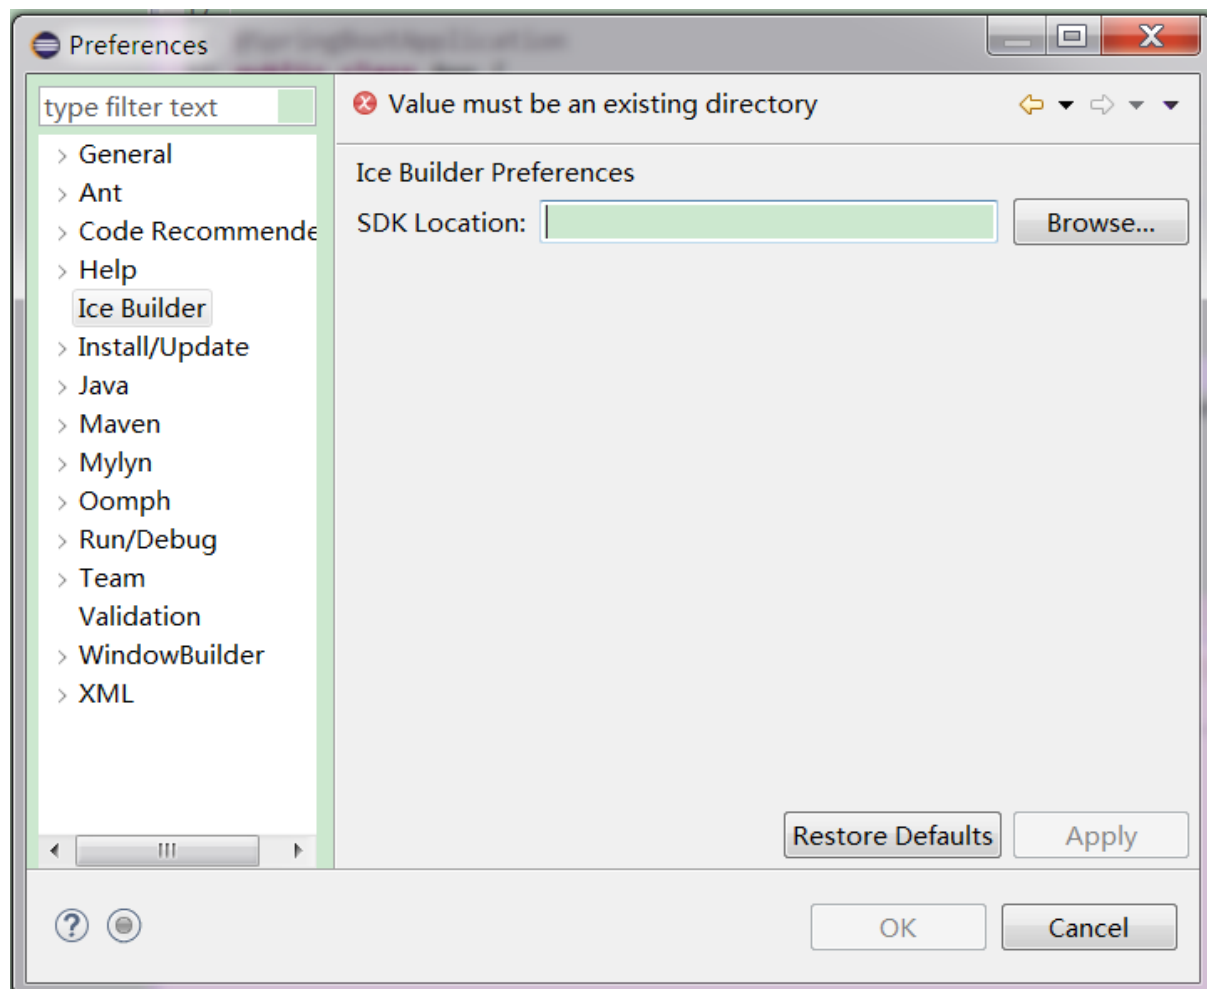 Preferences
type filter text
Value must be an existing directory
General
Ant
Code Recommende
Help
Ice Builder
Install/Update
Java
Maven
Mylyn
Oomph
Run/Debug
Team
Validation
WindowBuilder
XML
Ice Builder Preferences
SDK Location:
Browse...
Restore Defaults
Apply
OK
Cancel